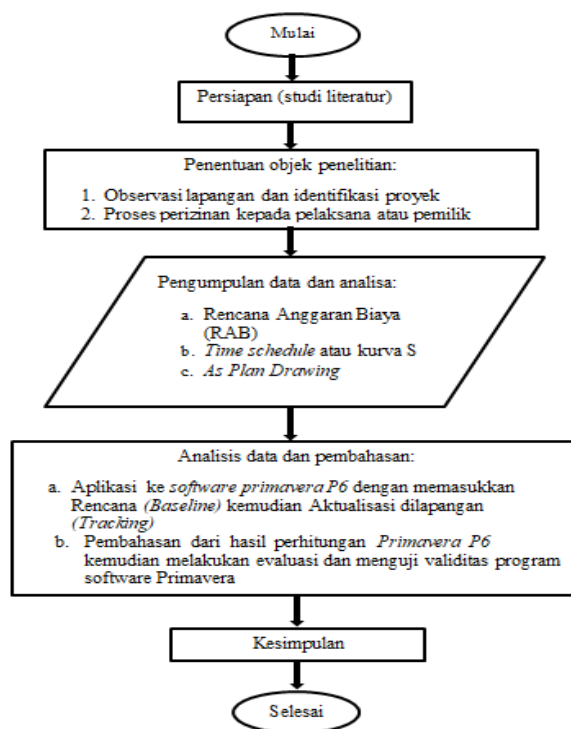 Mulai
Persiapan (studi literatur)
Penentuan objek penelitian:
1. Observasi lapangan dan identifikasi proyek
2. Proses perizinan kepada pelaksana atau pemilik
Pengumpulan data dan analisa:
a. Rencana Anggaran Biaya
(RAB)
b. Time schedule atau kurva S
c. As Plan Drawing
Analisis data dan pembahasan:
a. Aplikasi ke software primavera P6 dengan memasukkan
Rencana (Baseline) kemudian Aktualisasi dilapangan
(Tracking)
b. Pembahasan dari hasil perhitungan Primavera P6
kemudian melakukan evaluasi dan menguji validitas program
software Primavera
Kesimpulan
Selesai